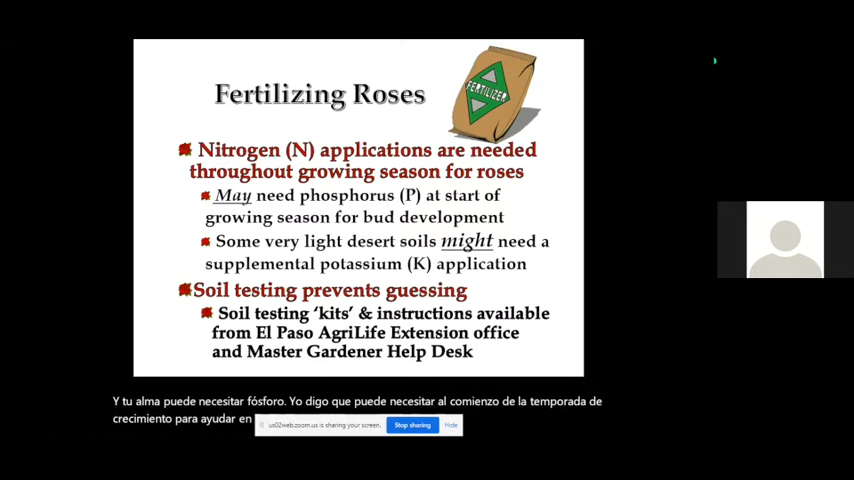 Fertilizing Roses
FERTILIZER
Nitrogen (N) applications are needed
throughout growing season for roses
May need phosphorus (P) at start of
growing season for bud development
Some very light desert soils might need a
supplemental potassium (K) application
Soil testing prevents guessing
Soil testing ‘kits’ & instructions available
from El Paso AgriLife Extension office
and Master Gardener Help Desk
Y tu alma puede necesitar fósforo. Yo digo que puede necesitar al comienzo de la temporada de
crecimiento para ayudar en
us02web.zoom.us is sharing your screen. Stop sharing Hide